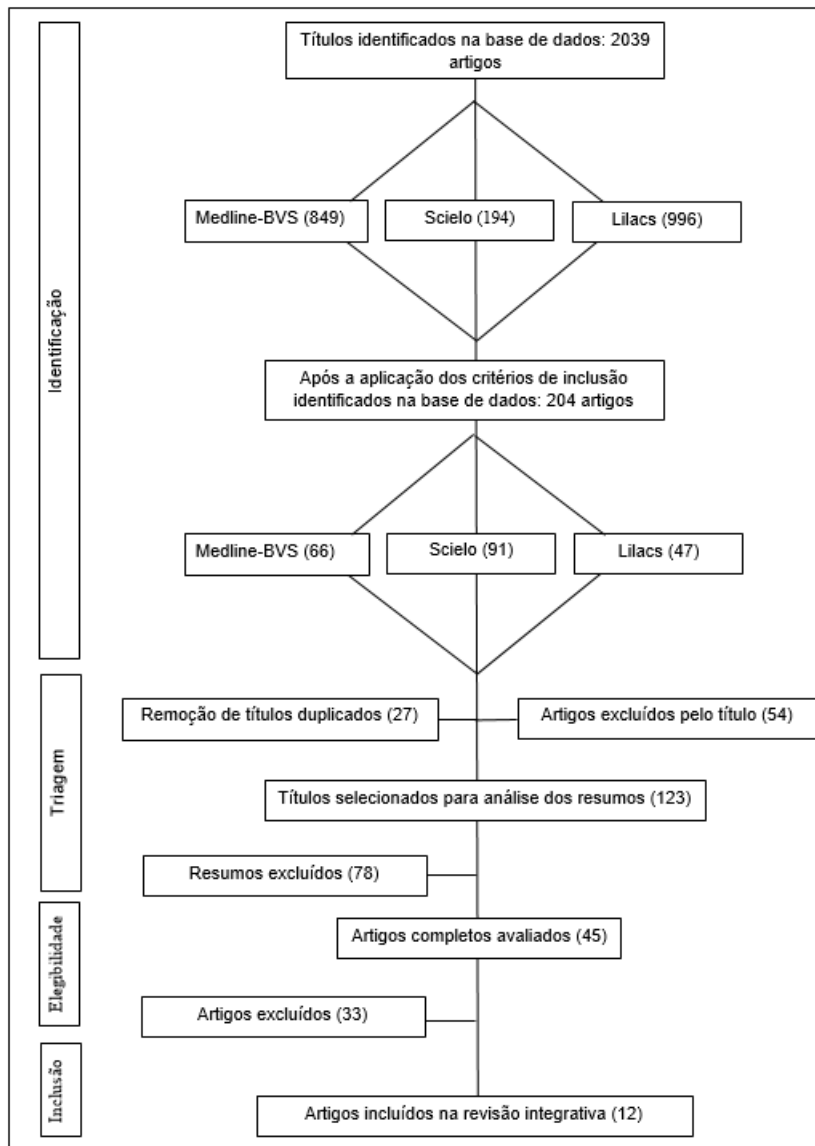 Títulos identificados na base de dados: 2039
artigos
Medline-BVS (849)
Scielo (194)
Lilacs (996)
Identificação
Após a aplicação dos critérios de inclusão
identificados na base de dados: 204 artigos
Medline-BVS (66)
Scielo (91)
Lilacs (47)
Triagem
Remoção de títulos duplicados (27)
Artigos excluídos pelo título (54)
Títulos selecionados para análise dos resumos (123)
Resumos excluídos (78)
Elegibilidade
Artigos completos avaliados (45)
Artigos excluídos (33)
Inclusão
Artigos incluídos na revisão integrativa (12)